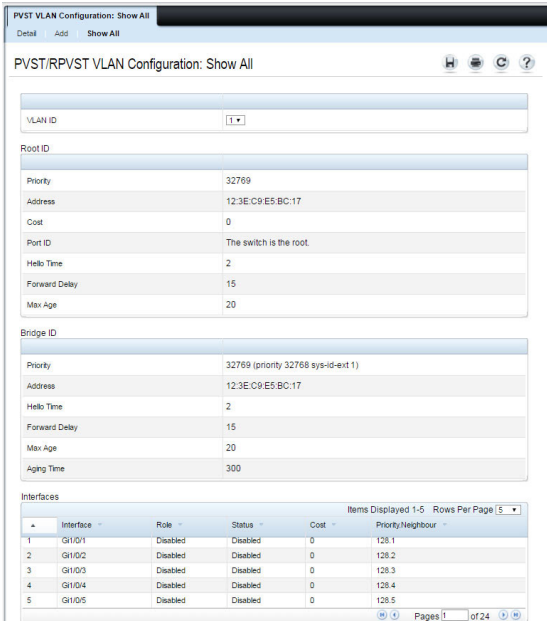 PVST VLAN Configuration: Show All
Detail Add Show All
PVST/RPVST VLAN Configuration: Show All
VLAN ID 1
Root ID
Priority 32769
Address 12:3E:C9:E5:BC:17
Cost 0
Port ID The switch is the root.
Hello Time 2
Forward Delay 15
Max Age 20
Bridge ID
Priority 32769 (priority 32768 sys-id-ext 1)
Address 12:3E:C9:E5:BC:17
Hello Time 2
Forward Delay 15
Max Age 20
Aging Time 300
Interfaces
Items Displayed 1-5 Rows Per Page 5
Interface Role Status Cost Priority.Neighbour
1 Gi1/0/1 Disabled Disabled 0 128.1
2 Gi1/0/2 Disabled Disabled 0 128.2
3 Gi1/0/3 Disabled Disabled 0 128.3
4 Gi1/0/4 Disabled Disabled 0 128.4
5 Gi1/0/5 Disabled Disabled 0 128.5
Pages 1 of 24